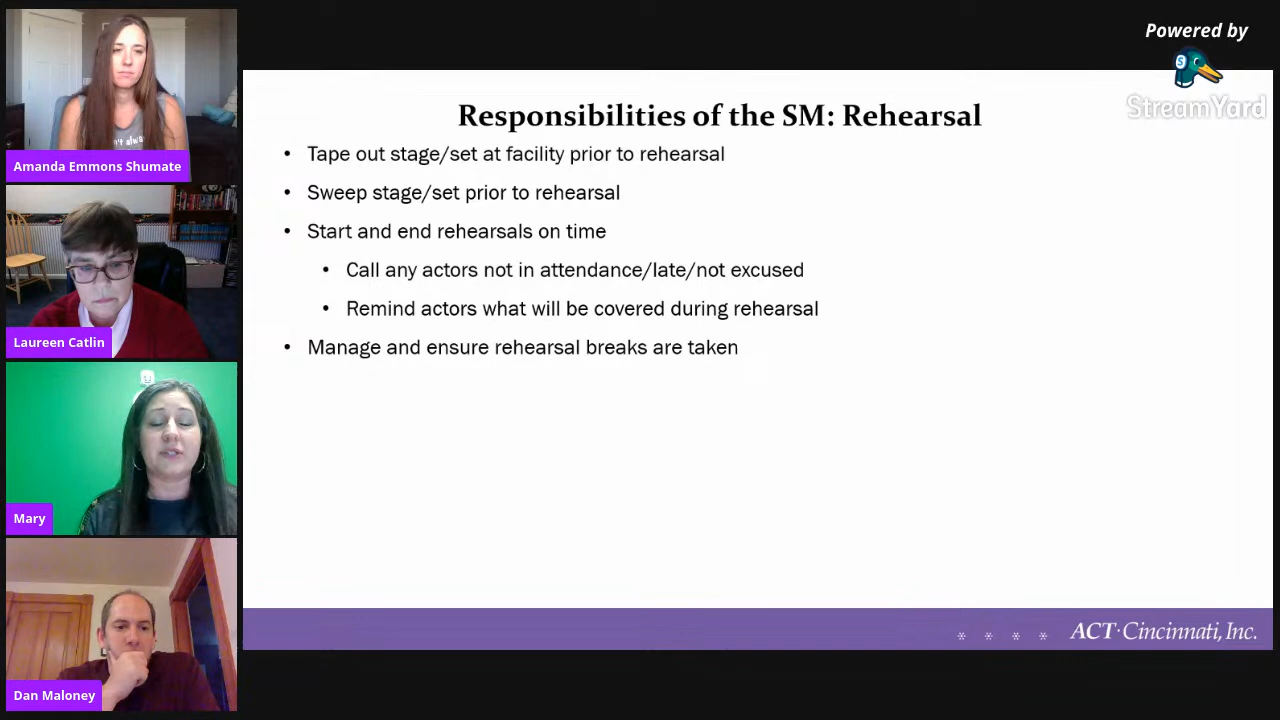 Powered by
StreamYard
Responsibilities of the SM: Rehearsal
• Tape out stage/set at facility prior to rehearsal
• Sweep stage/set prior to rehearsal
• Start and end rehearsals on time
• Call any actors not in attendance/late/not excused
• Remind actors what will be covered during rehearsal
• Manage and ensure rehearsal breaks are taken
* * * * ACT·Cincinnati, Inc.
Amanda Emmons Shumate
Laureen Catlin
Mary
Dan Maloney